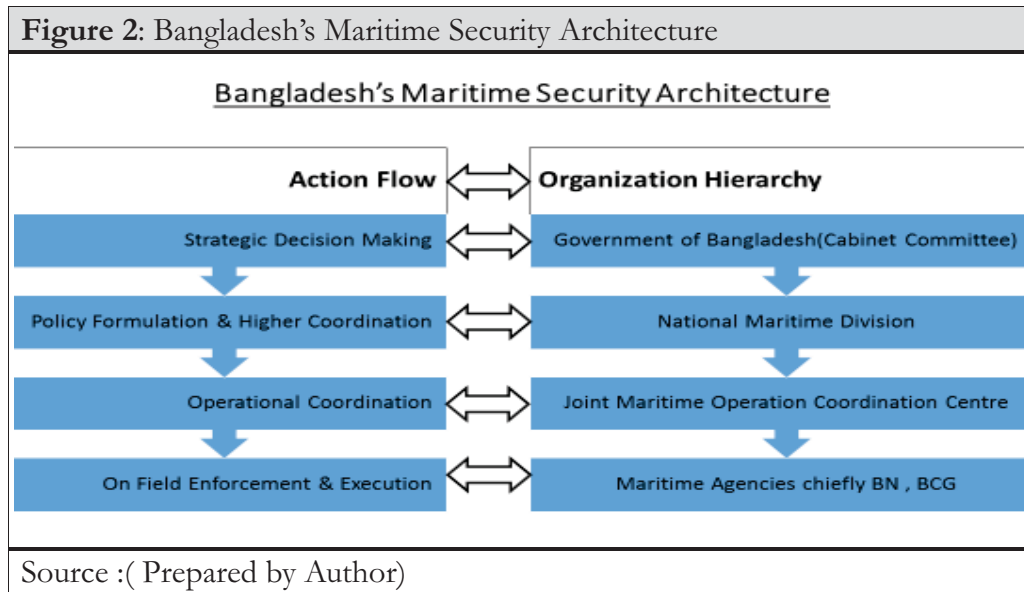 Figure 2: Bangladesh's Maritime Security Architecture
Bangladesh's Maritime Security Architecture
Action Flow Organization Hierarchy
Strategic Decision Making Government of Bangladesh(Cabinet Committee)
Policy Formulation & Higher Coordination National Maritime Division
Operational Coordination Joint Maritime Operation Coordination Centre
On Field Enforcement & Execution Maritime Agencies chiefly BN , BCG
Source :( Prepared by Author)